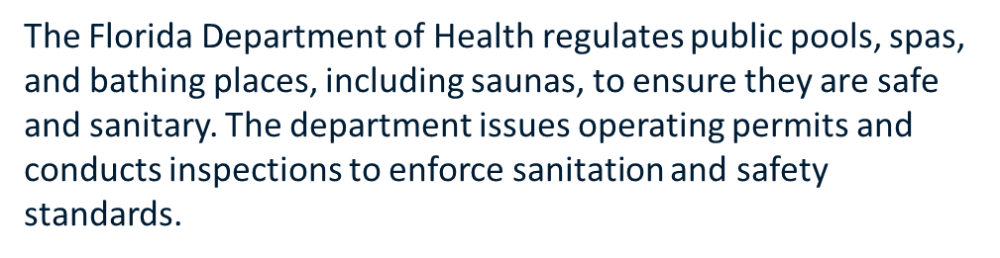 The Florida Department of Health regulates public pools, spas,
and bathing places, including saunas, to ensure they are safe
and sanitary. The department issues operating permits and
conducts inspections to enforce sanitation and safety
standards.